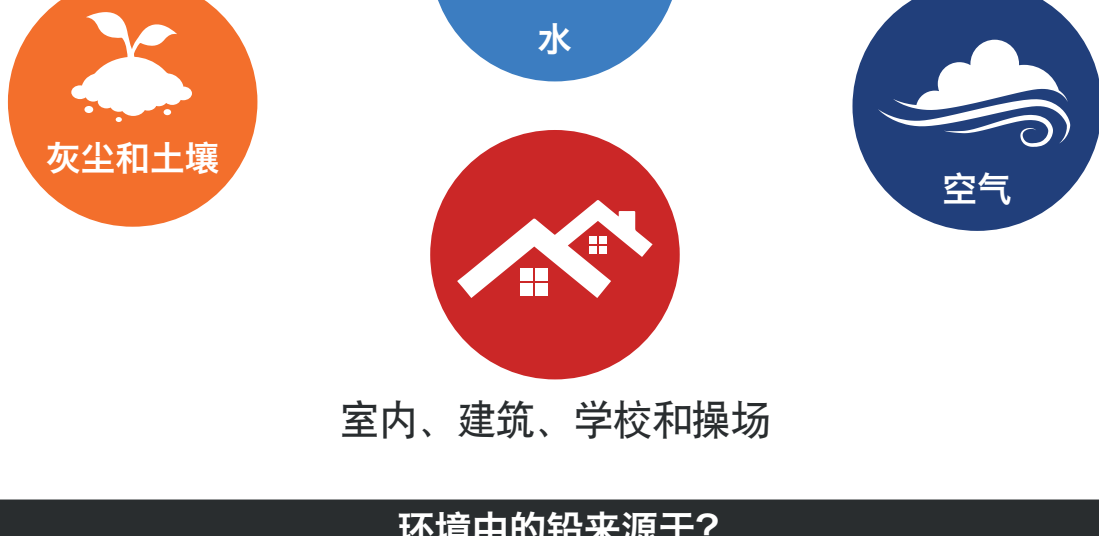 水
灰尘和土壤
空气
室内、建筑、学校和操场
环境中的铅来源于?